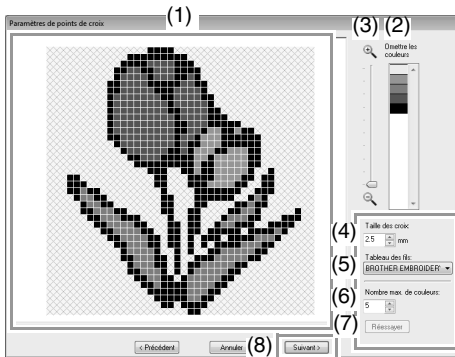 (1)
Paramètres de points de croix
(3) (2)
Omettre les
couleurs
(4)
Taille des croix:
2.5 mm
(5)
Tableau des fils:
BROTHER EMBROIDERY
(6)
Nombre max. de couleurs:
5
(7)
Réessayer
< Précédent
Annuler
(8)
Suivant >